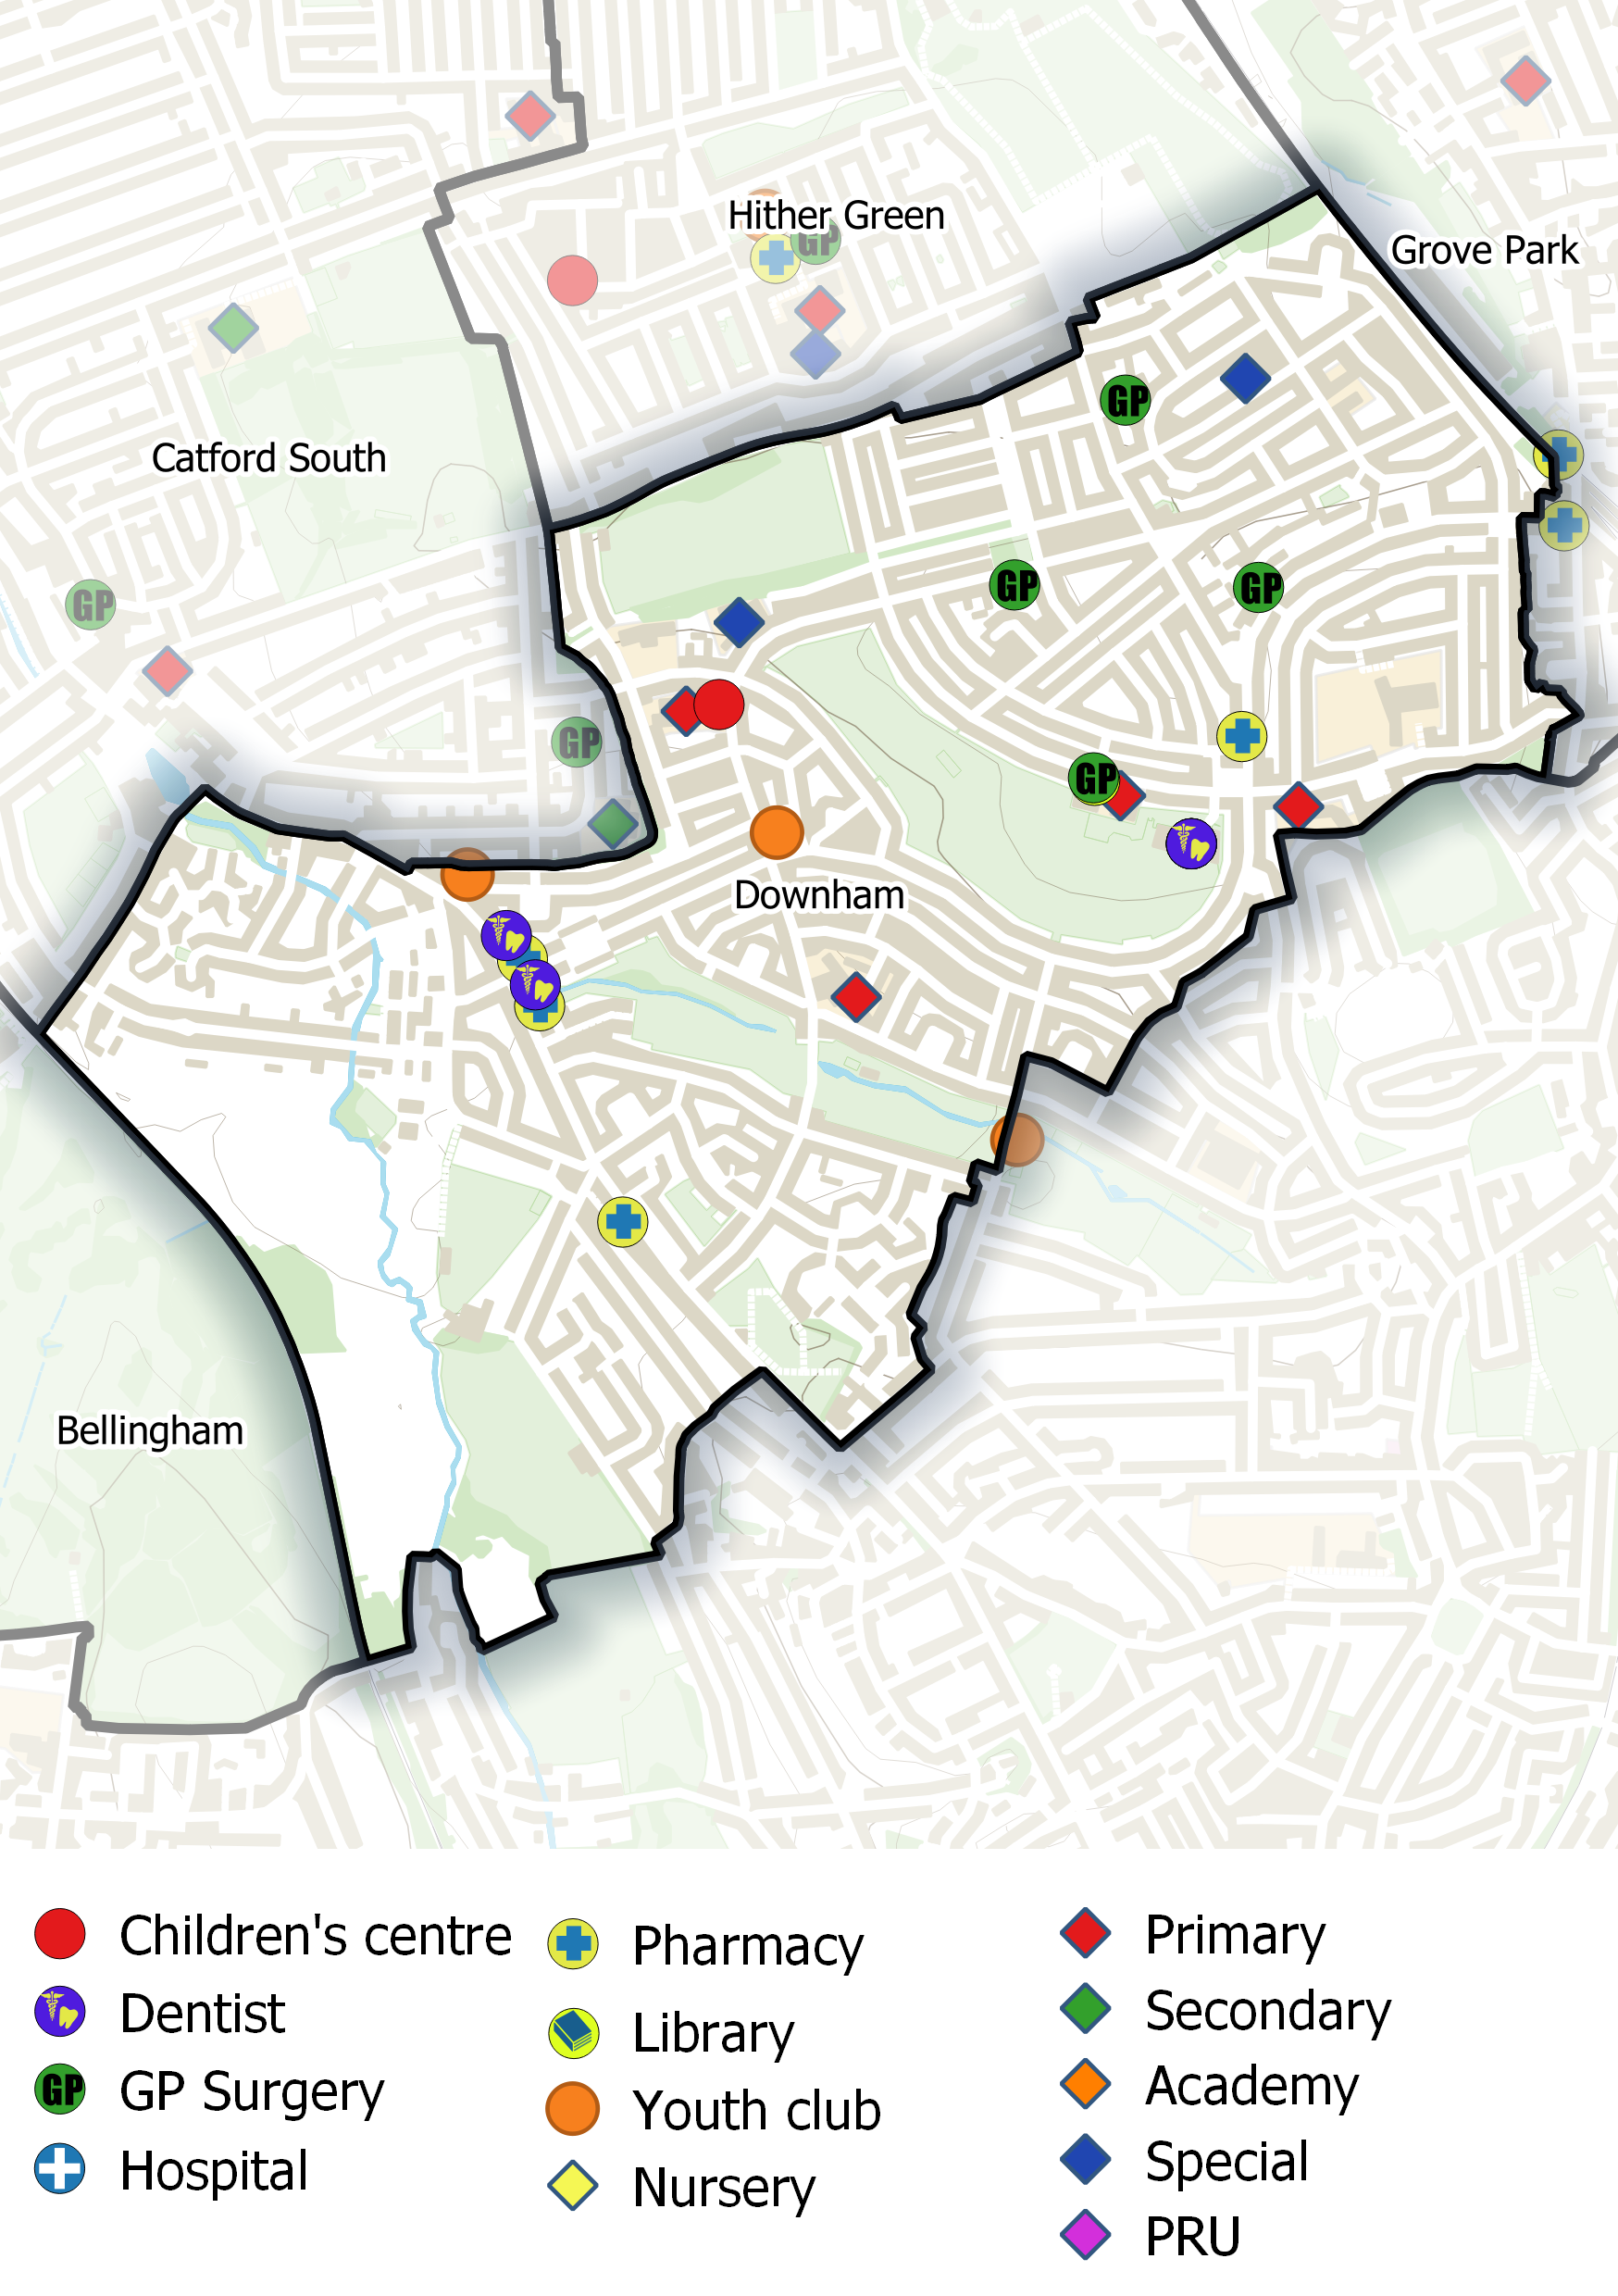 Hither Green
GP
Grove Park
GP
Catford South
GP
GP
GP
GP
GP
Downham
Bellingham
Children's centre
Dentist
GP GP Surgery
Hospital
Pharmacy
Library
Youth club
Nursery
Primary
Secondary
Academy
Special
PRU